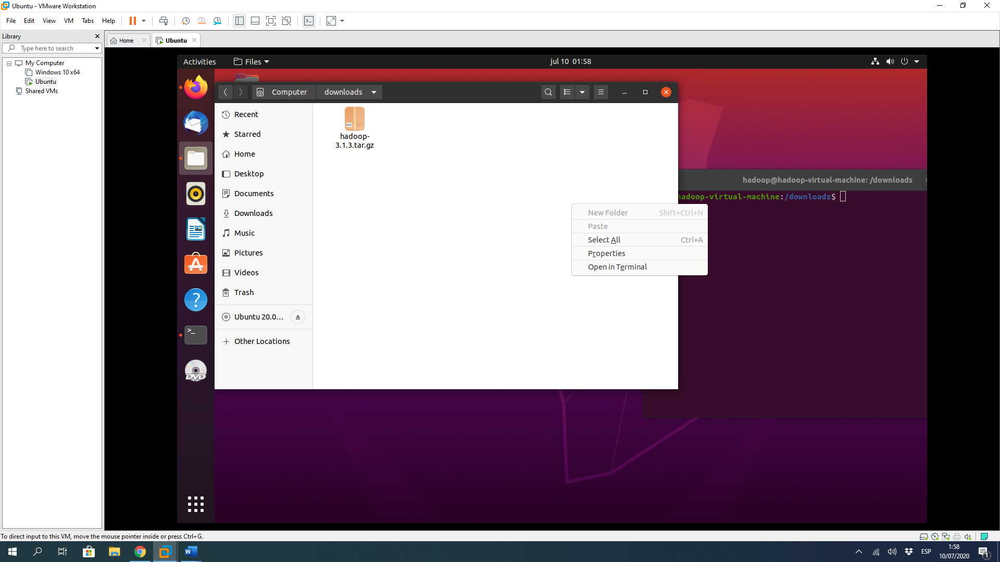 Ubuntu - VMware Workstation
File Edit View VM Tabs Help
Library
Type here to search
My Computer
Windows 10 x64
Ubuntu
Shared VMs
Home
Ubuntu
Activities
Files
jul 10 01:58
Computer
downloads
Recent
Starred
Home
Desktop
Documents
Downloads
Music
Pictures
Videos
Trash
Ubuntu 20.0...
Other Locations
hadoop-
3.1.3.tar.gz
hadoop@hadoop-virtual-machine: /downloads
hadoop-virtual-machine:/downloads$
New Folder Shift+Ctrl+N
Paste
Select All Ctrl+A
Properties
Open in Terminal
DVD
To direct input to this VM, move the mouse pointer inside or press Ctrl+G.
ESP
1:58
10/07/2020
1